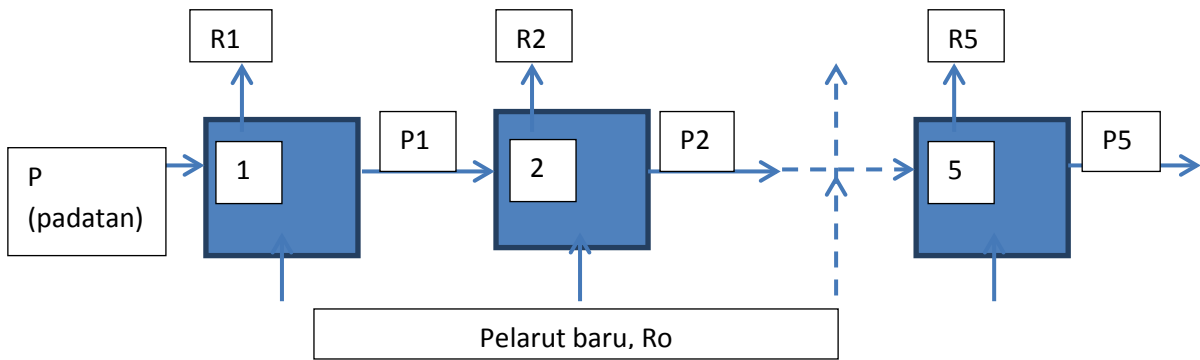 R1
R2
R5
P
(padatan)
1
P1
2
P2
5
P5
Pelarut baru, Ro